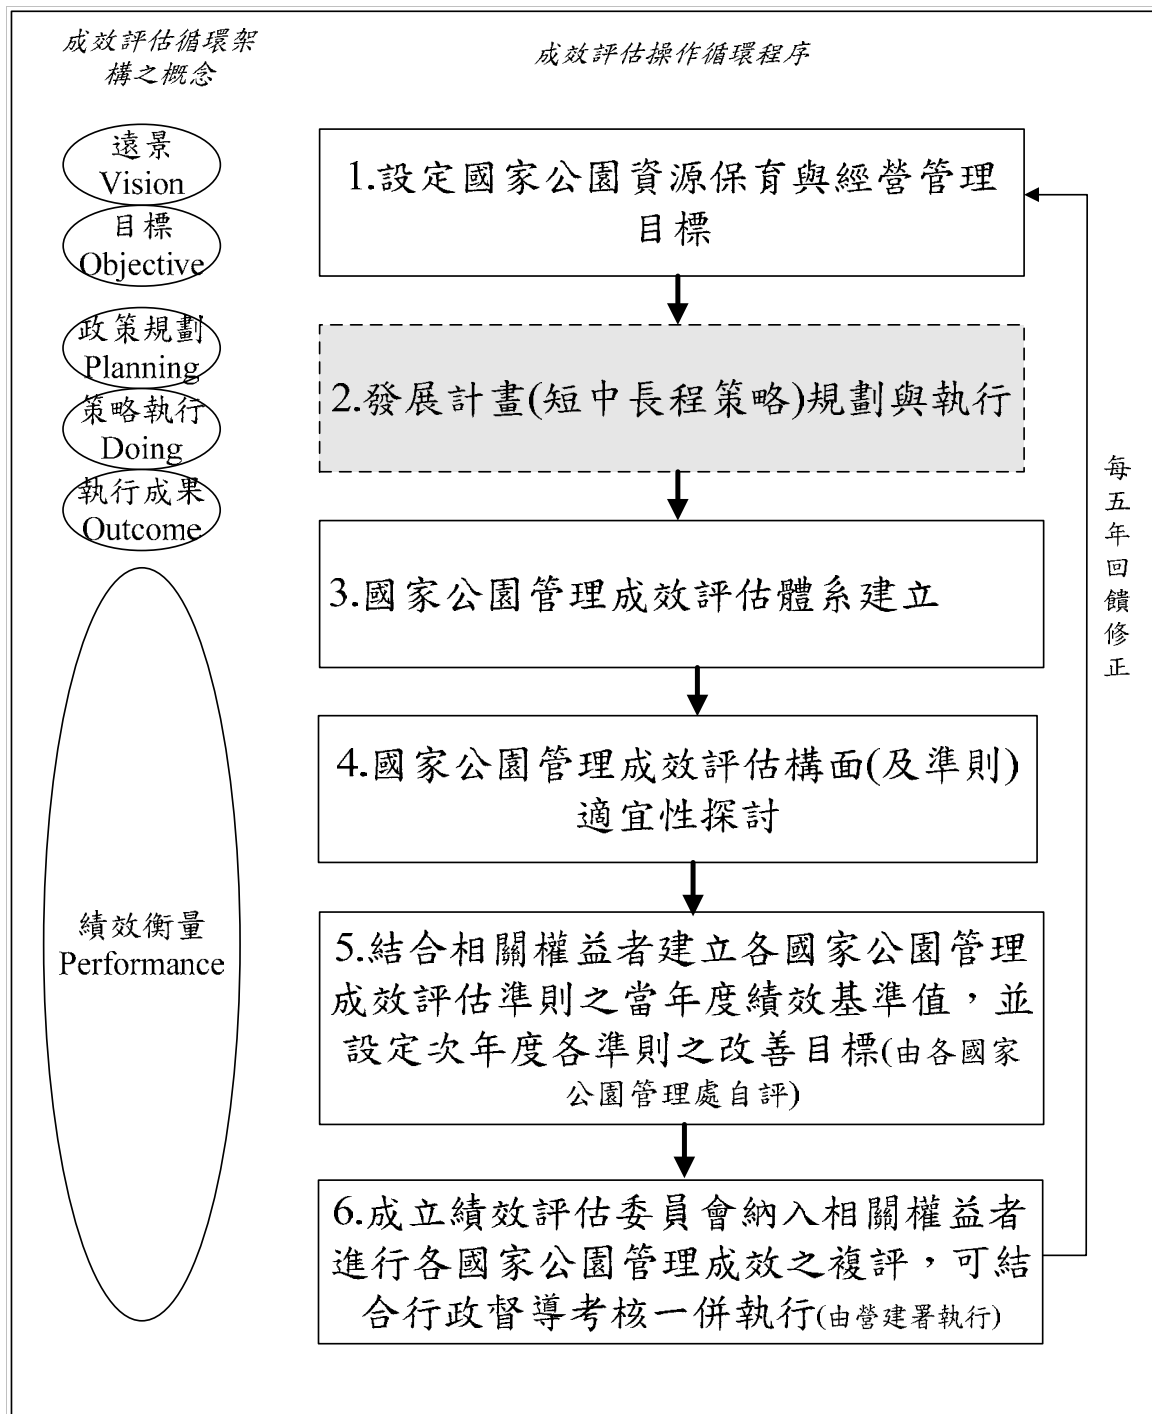 成效評估循環架
構之概念
成效評估操作循環程序
遠景
Vision
目標
Objective
政策規劃
Planning
策略執行
Doing
執行成果
Outcome
績效衡量
Performance
1.設定國家公園資源保育與經營管理
目標
2.發展計畫(短中長程策略)規劃與執行
3.國家公園管理成效評估體系建立
4.國家公園管理成效評估構面(及準則)
適宜性探討
5.結合相關權益者建立各國家公園管理
成效評估準則之當年度績效基準值，並
設定次年度各準則之改善目標(由各國家
公園管理處自評)
6.成立績效評估委員會納入相關權益者
進行各國家公園管理成效之複評，可結
合行政督導考核一併執行(由營建署執行)
每五年回饋修正